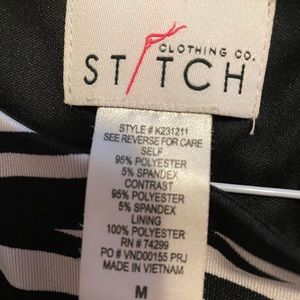 CLOTHING CO.
STITCH
STYLE # K231211
SEE REVERSE FOR CARE
SELF
95% POLYESTER
5% SPANDEX
CONTRAST
95% POLYESTER
5% SPANDEX
LINING
100% POLYESTER
RN # 74299
PO # VND00155 PRJ
MADE IN VIETNAM
M